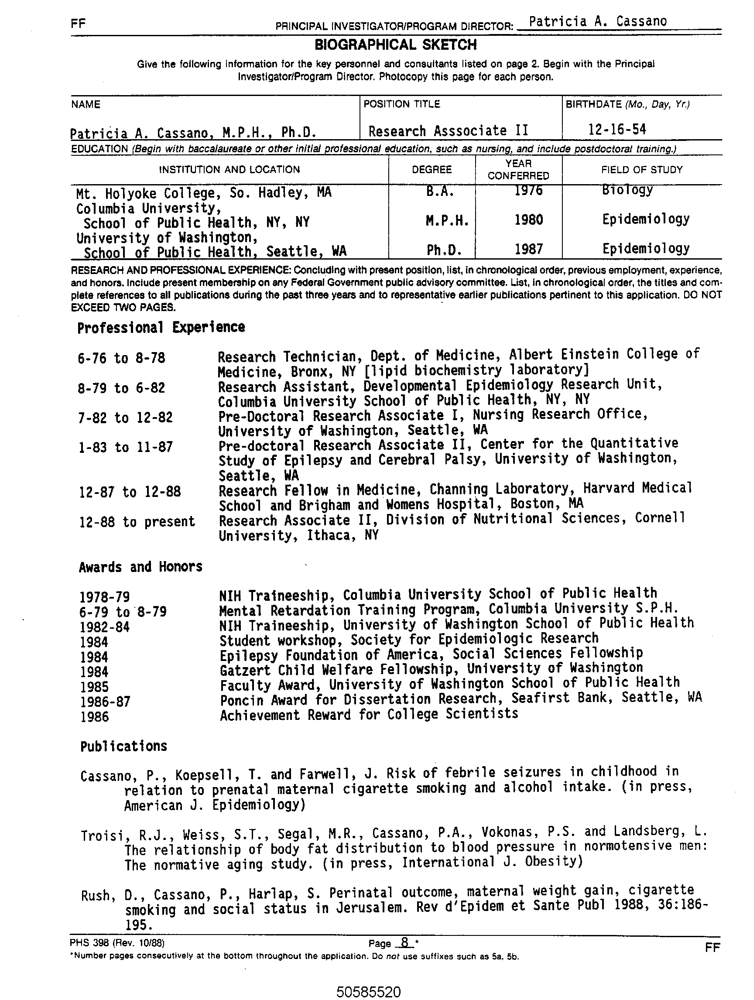 FF
PRINCIPAL INVESTIGATOR/PROGRAM DIRECTOR: Patricia A. Cassano
BIOGRAPHICAL SKETCH
Give the following information for the key personnel and consultants listed on page 2. Begin with the Principal
Investigator/Program Director. Photocopy this page for each person.
NAME POSITION TITLE BIRTHDATE (Mo., Day, Yr.)
Patricia A. Cassano, M.P.H., Ph.D. Research Asssociate II 12-16-54
EDUCATION (Begin with baccalaureate or other initial professional education, such as nursing, and include postdoctoral training.)
INSTITUTION AND LOCATION DEGREE YEAR CONFERRED FIELD OF STUDY
Mt. Holyoke College, So. Hadley, MA B.A. 1976 Biology
Columbia University,
School of Public Health, NY, NY M.P.H. 1980 Epidemiology
University of Washington,
School of Public Health, Seattle, WA Ph.D. 1987 Epidemiology
RESEARCH AND PROFESSIONAL EXPERIENCE: Concluding with present position, list, in chronological order, previous employment, experience,
and honors. Include present membership on any Federal Government public advisory committee. List, in chronological order, the titles and com-
plete references to all publications during the past three years and to representative earlier publications pertinent to this application. DO NOT
EXCEED TWO PAGES.
Professional Experience
6-76 to 8-78 Research Technician, Dept. of Medicine, Albert Einstein College of
Medicine, Bronx, NY [lipid biochemistry laboratory]
8-79 to 6-82 Research Assistant, Developmental Epidemiology Research Unit,
Columbia University School of Public Health, NY, NY
7-82 to 12-82 Pre-Doctoral Research Associate I, Nursing Research Office,
University of Washington, Seattle, WA
1-83 to 11-87 Pre-doctoral Research Associate II, Center for the Quantitative
Study of Epilepsy and Cerebral Palsy, University of Washington,
Seattle, WA
12-87 to 12-88 Research Fellow in Medicine, Channing Laboratory, Harvard Medical
School and Brigham and Womens Hospital, Boston, MA
12-88 to present Research Associate II, Division of Nutritional Sciences, Cornell
University, Ithaca, NY
Awards and Honors
1978-79 NIH Traineeship, Columbia University School of Public Health
6-79 to 8-79 Mental Retardation Training Program, Columbia University S.P.H.
1982-84 NIH Traineeship, University of Washington School of Public Health
1984 Student workshop, Society for Epidemiologic Research
1984 Epilepsy Foundation of America, Social Sciences Fellowship
1984 Gatzert Child Welfare Fellowship, University of Washington
1985 Faculty Award, University of Washington School of Public Health
1986-87 Poncin Award for Dissertation Research, Seafirst Bank, Seattle, WA
1986 Achievement Reward for College Scientists
Publications
Cassano, P., Koepsell, T. and Farwell, J. Risk of febrile seizures in childhood in
relation to prenatal maternal cigarette smoking and alcohol intake. (in press,
American J. Epidemiology)
Troisi, R.J., Weiss, S.T., Segal, M.R., Cassano, P.A., Vokonas, P.S. and Landsberg, L.
The relationship of body fat distribution to blood pressure in normotensive men:
The normative aging study. (in press, International J. Obesity)
Rush, D., Cassano, P., Harlap, S. Perinatal outcome, maternal weight gain, cigarette
smoking and social status in Jerusalem. Rev d'Epidem et Sante Publ 1988, 36:186-
195.
PHS 398 (Rev. 10/88) Page 8 * FF
*Number pages consecutively at the bottom throughout the application. Do not use suffixes such as 5a, 5b.
50585520